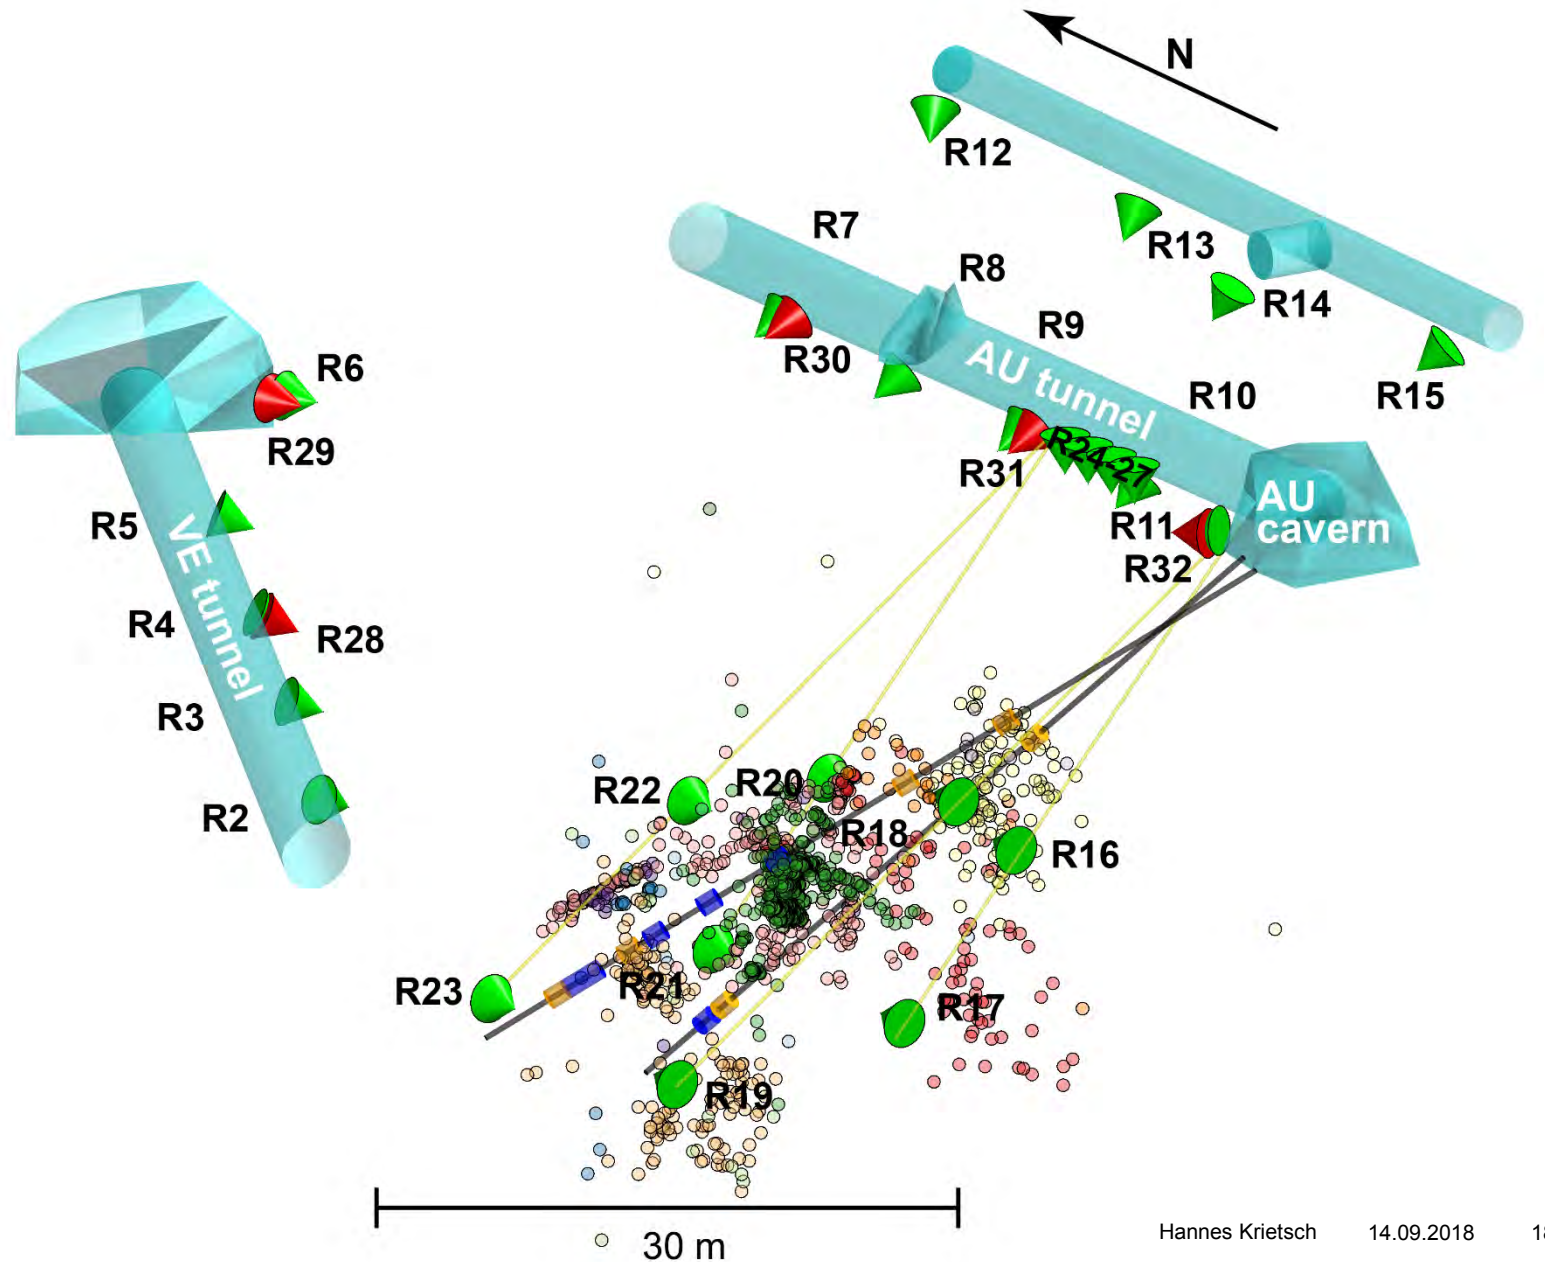 N
R12
R7
R13
R8
R14
R9
R30
AU tunnel
R6
R10
R15
R29
R31
R24-27
AU
cavern
R5
R11
R32
VE tunnel
R4
R28
R3
R22
R20
R2
R18
R16
R23
R21
R17
R19
30 m
Hannes Krietsch 14.09.2018 18